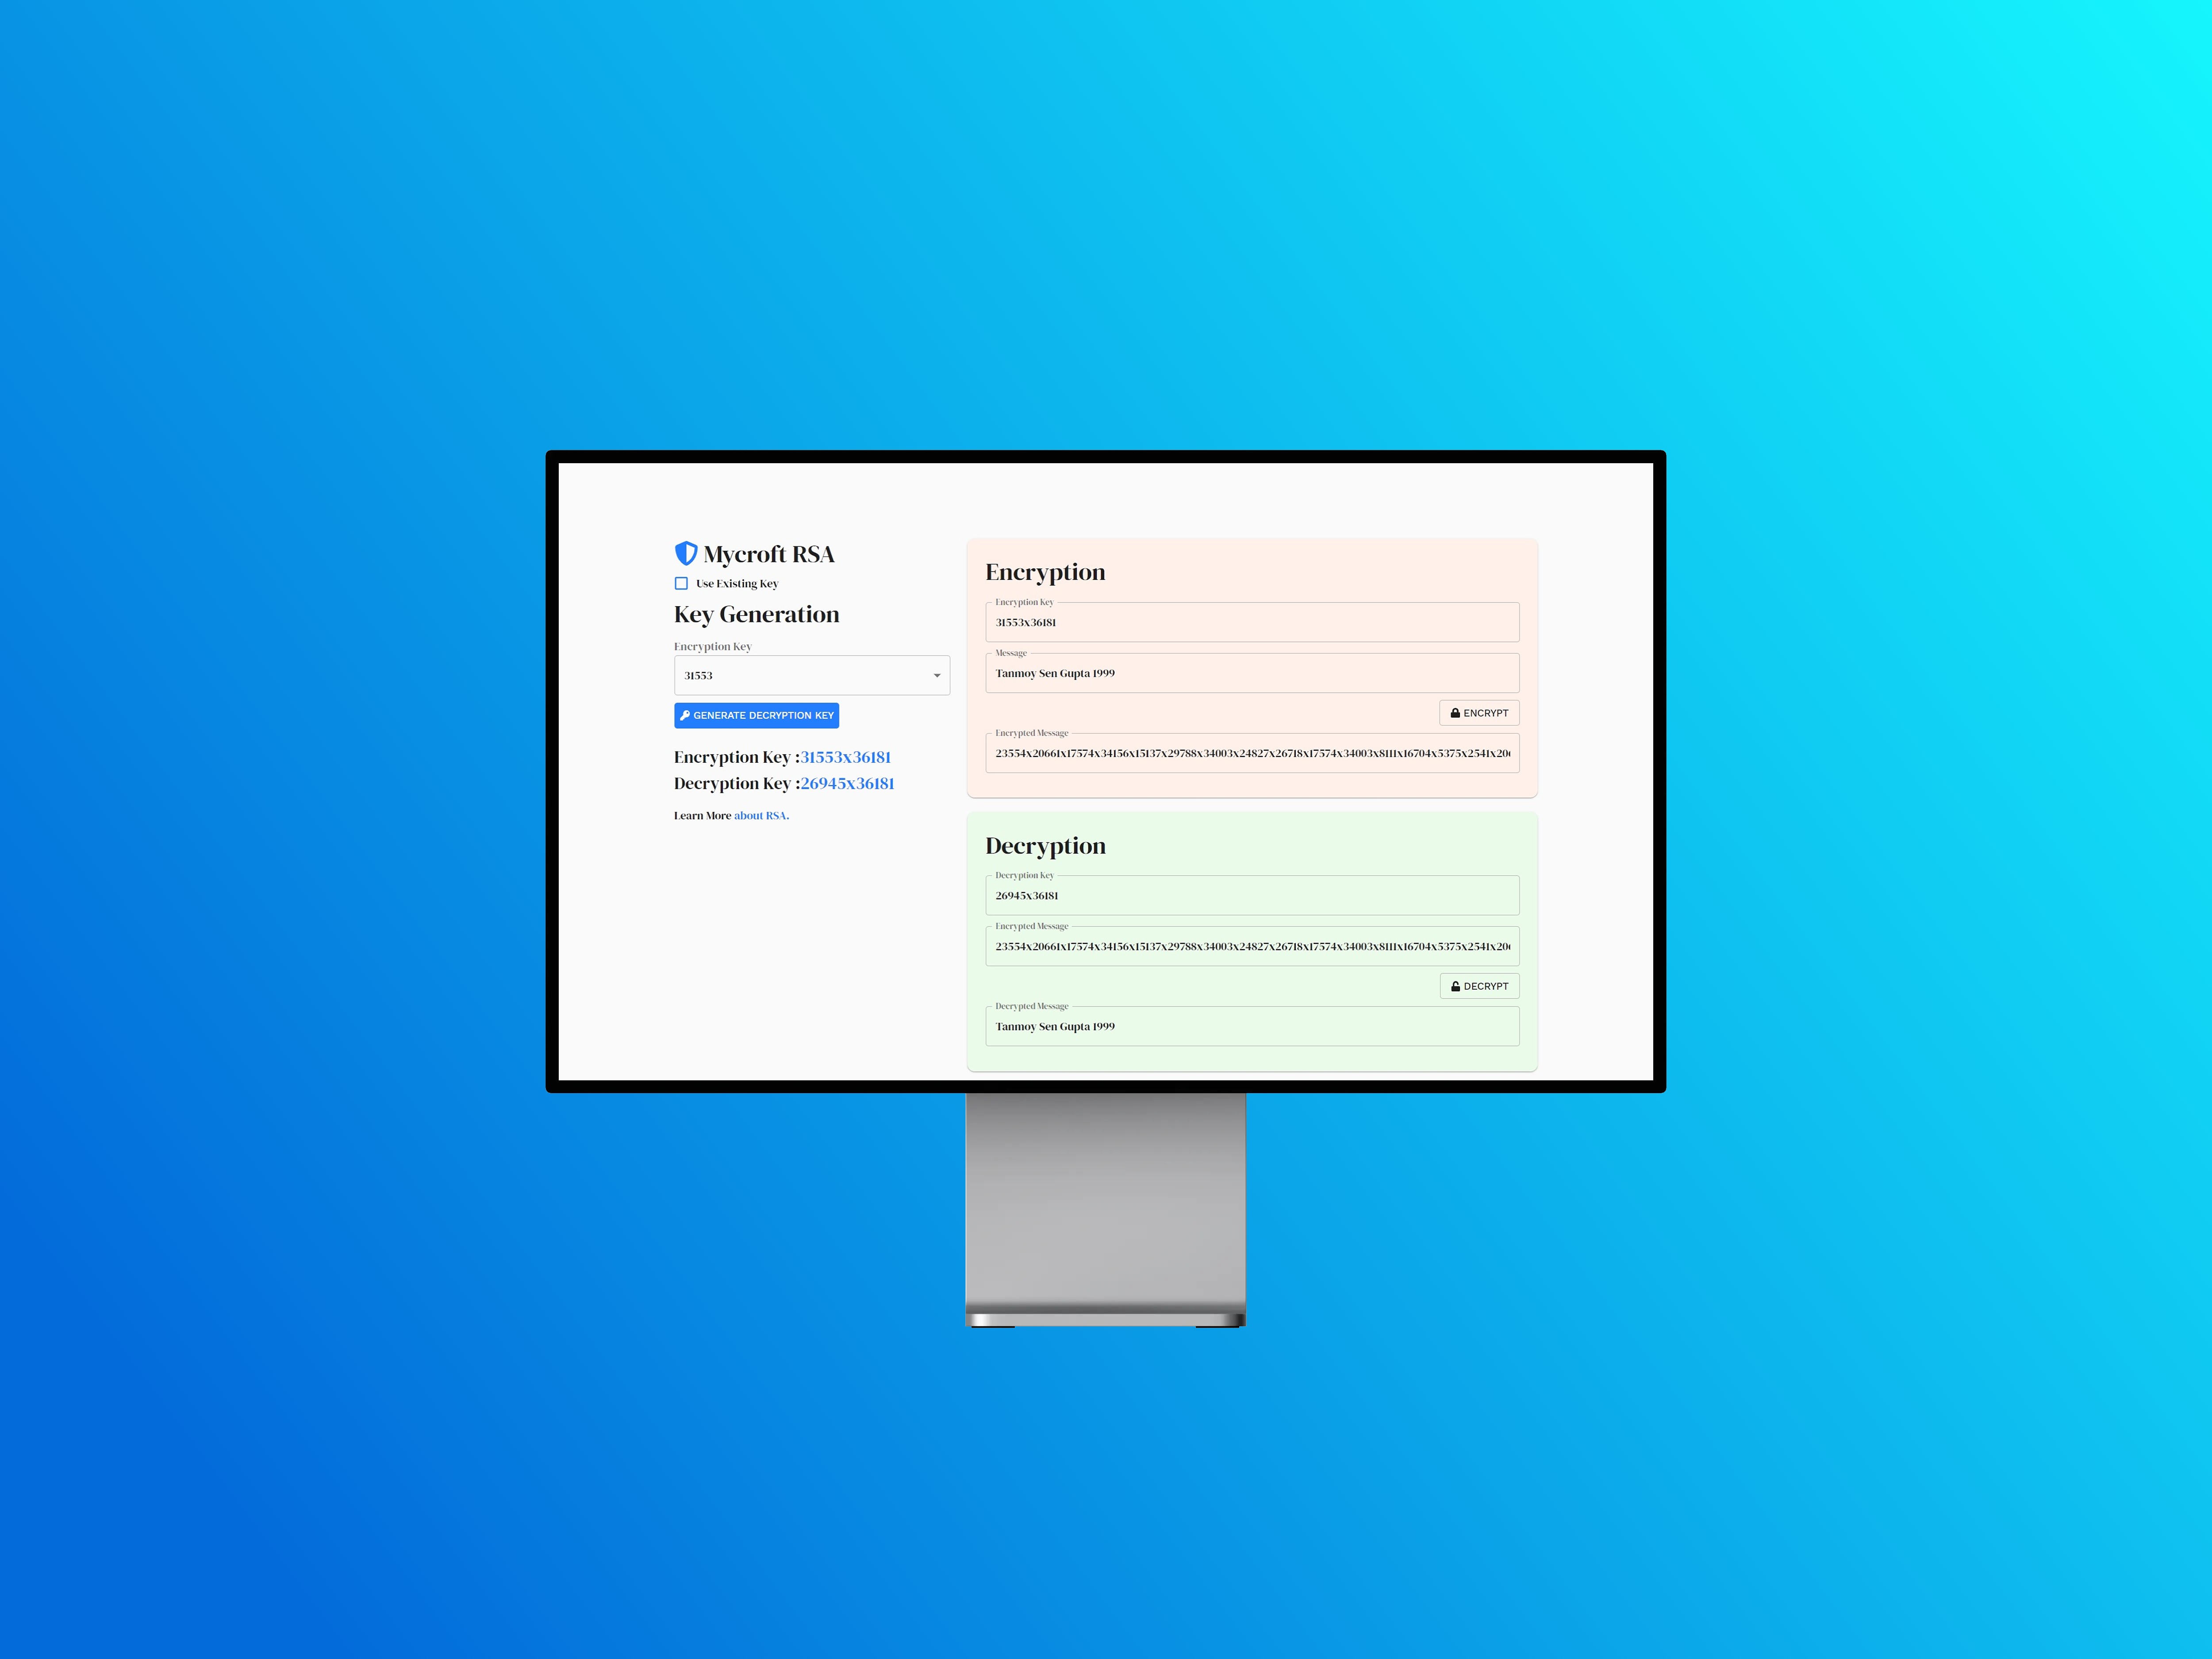 Mycroft RSA
Use Existing Key
Key Generation
Encryption Key
31553
GENERATE DECRYPTION KEY
Encryption Key :31553x36181
Decryption Key :26945x36181
Learn More about RSA.
Encryption
Encryption Key
31553x36181
Message
Tanmoy Sen Gupta 1999
ENCRYPT
Encrypted Message
23554x20661x17574x34156x15137x29788x34003x24827x26718x17574x34003x8111x16704x5375x2541x20
Decryption
Decryption Key
26945x36181
Encrypted Message
23554x20661x17574x34156x15137x29788x34003x24827x26718x17574x34003x8111x16704x5375x2541x20
DECRYPT
Decrypted Message
Tanmoy Sen Gupta 1999